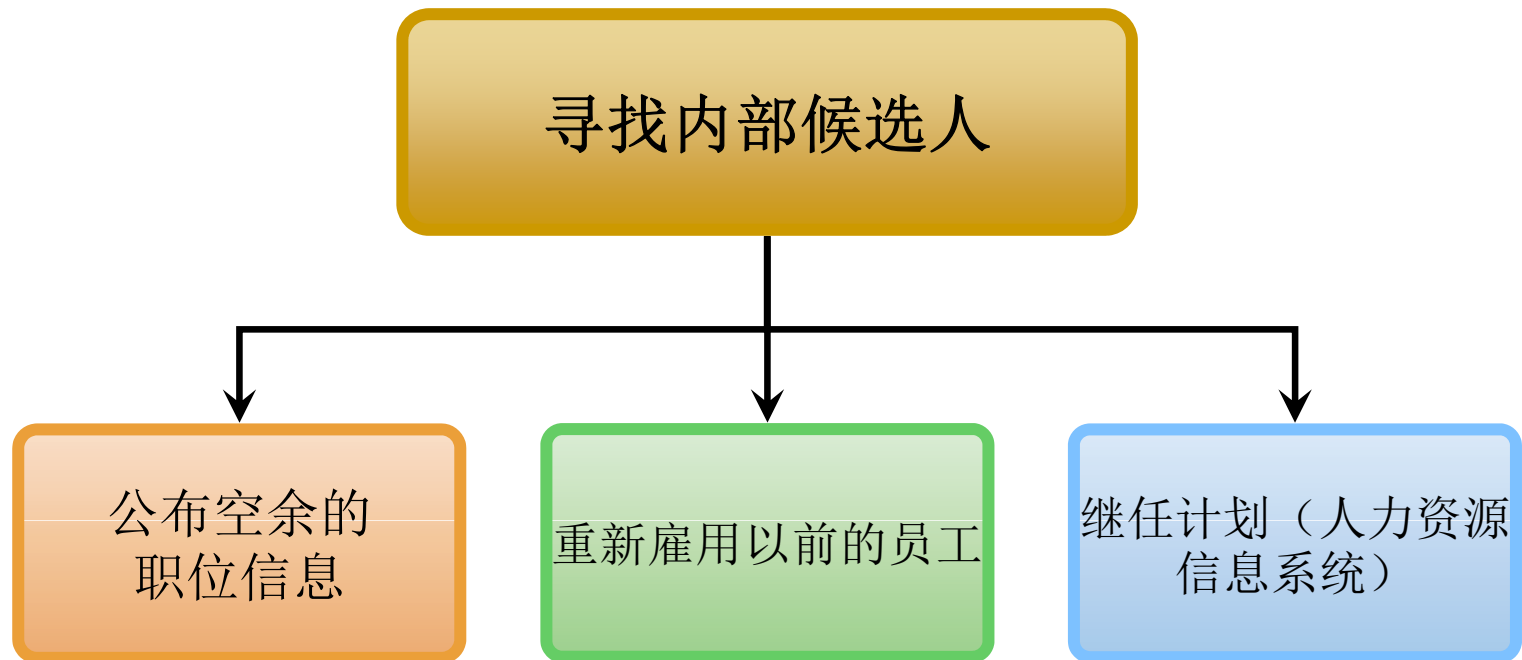 寻找内部候选人
公布空余的
职位信息
重新雇用以前的员工
继任计划（人力资源
信息系统）